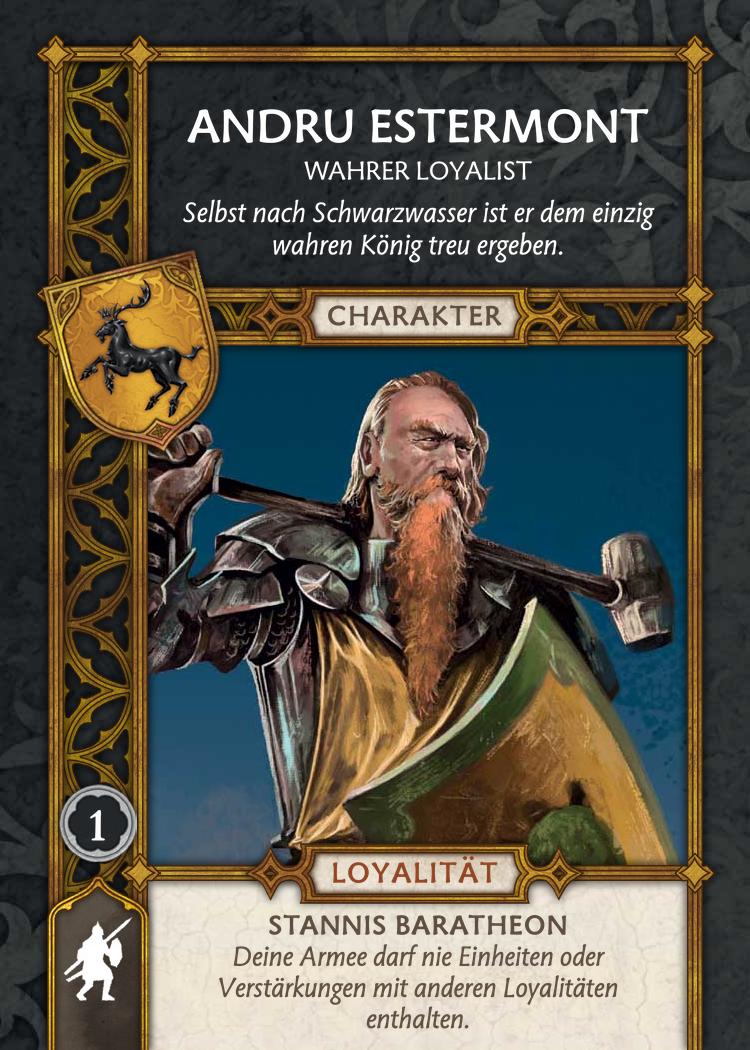 ANDRU ESTERMONT
WAHRER LOYALIST
Selbst nach Schwarzwasser ist er dem einzig
wahren König treu ergeben.
CHARAKTER
1
LOYALITÄT
STANNIS BARATHEON
Deine Armee darf nie Einheiten oder
Verstärkungen mit anderen Loyalitäten
enthalten.